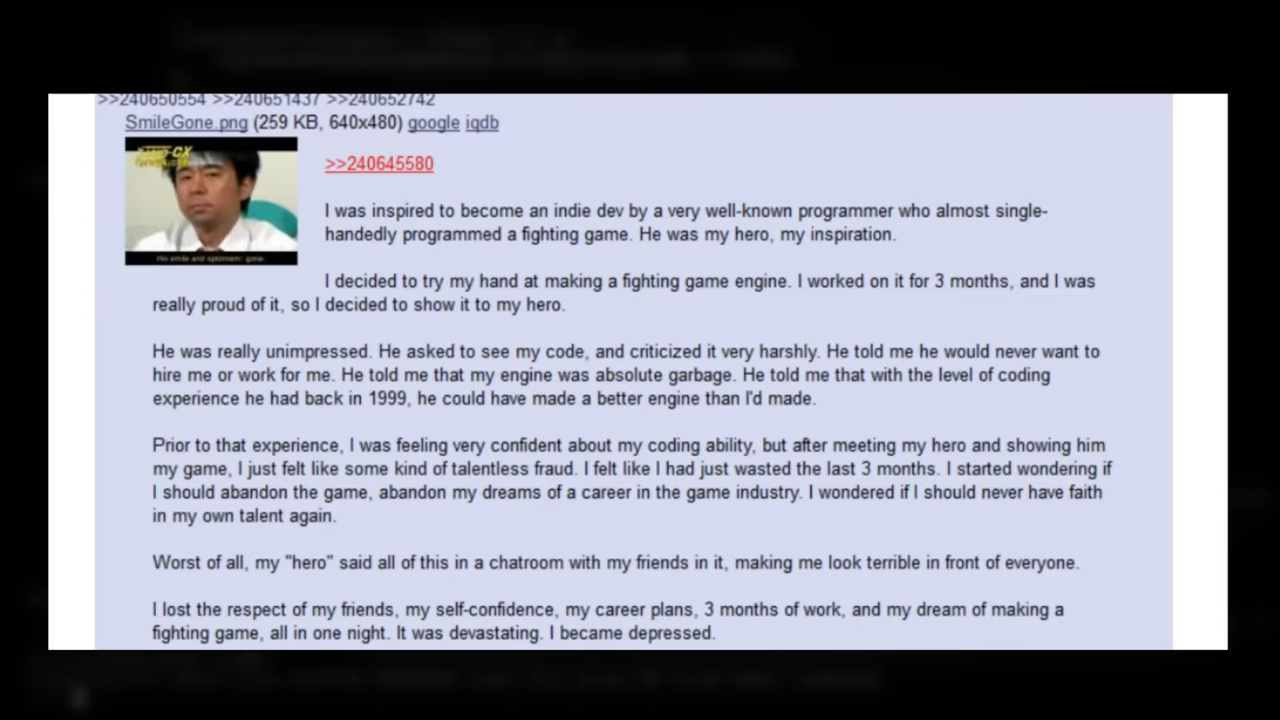 >>240650554 >>240651437 >>240652742
SmileGone.png (259 KB, 640x480) google iqdb
>>240645580
I was inspired to become an indie dev by a very well-known programmer who almost single-
handedly programmed a fighting game. He was my hero, my inspiration.
I decided to try my hand at making a fighting game engine. I worked on it for 3 months, and I was
really proud of it, so I decided to show it to my hero.
He was really unimpressed. He asked to see my code, and criticized it very harshly. He told me he would never want to
hire me or work for me. He told me that my engine was absolute garbage. He told me that with the level of coding
experience he had back in 1999, he could have made a better engine than I'd made.
Prior to that experience, I was feeling very confident about my coding ability, but after meeting my hero and showing him
my game, I just felt like some kind of talentless fraud. I felt like I had just wasted the last 3 months. I started wondering if
I should abandon the game, abandon my dreams of a career in the game industry. I wondered if I should never have faith
in my own talent again.
Worst of all, my "hero" said all of this in a chatroom with my friends in it, making me look terrible in front of everyone.
I lost the respect of my friends, my self-confidence, my career plans, 3 months of work, and my dream of making a
fighting game, all in one night. It was devastating. I became depressed.
His smile and optimism: gone